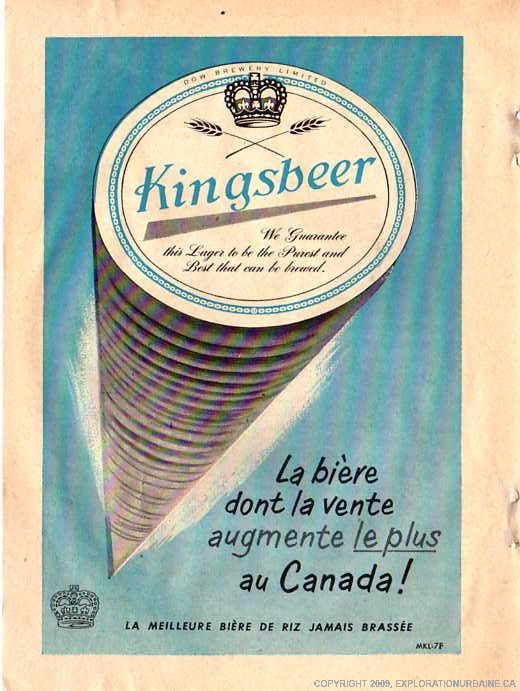 DOW BREWERY LIMITED
Kingsbeer
We Guarantee
this Lager to be the Purest and
Best that can be brewed.
La bière
dont la vente
augmente le plus
au Canada!
LA MEILLEURE BIÈRE DE RIZ JAMAIS BRASSÉE
MKL-7F
COPYRIGHT 2009, EXPLORATIONURBAINE.CA